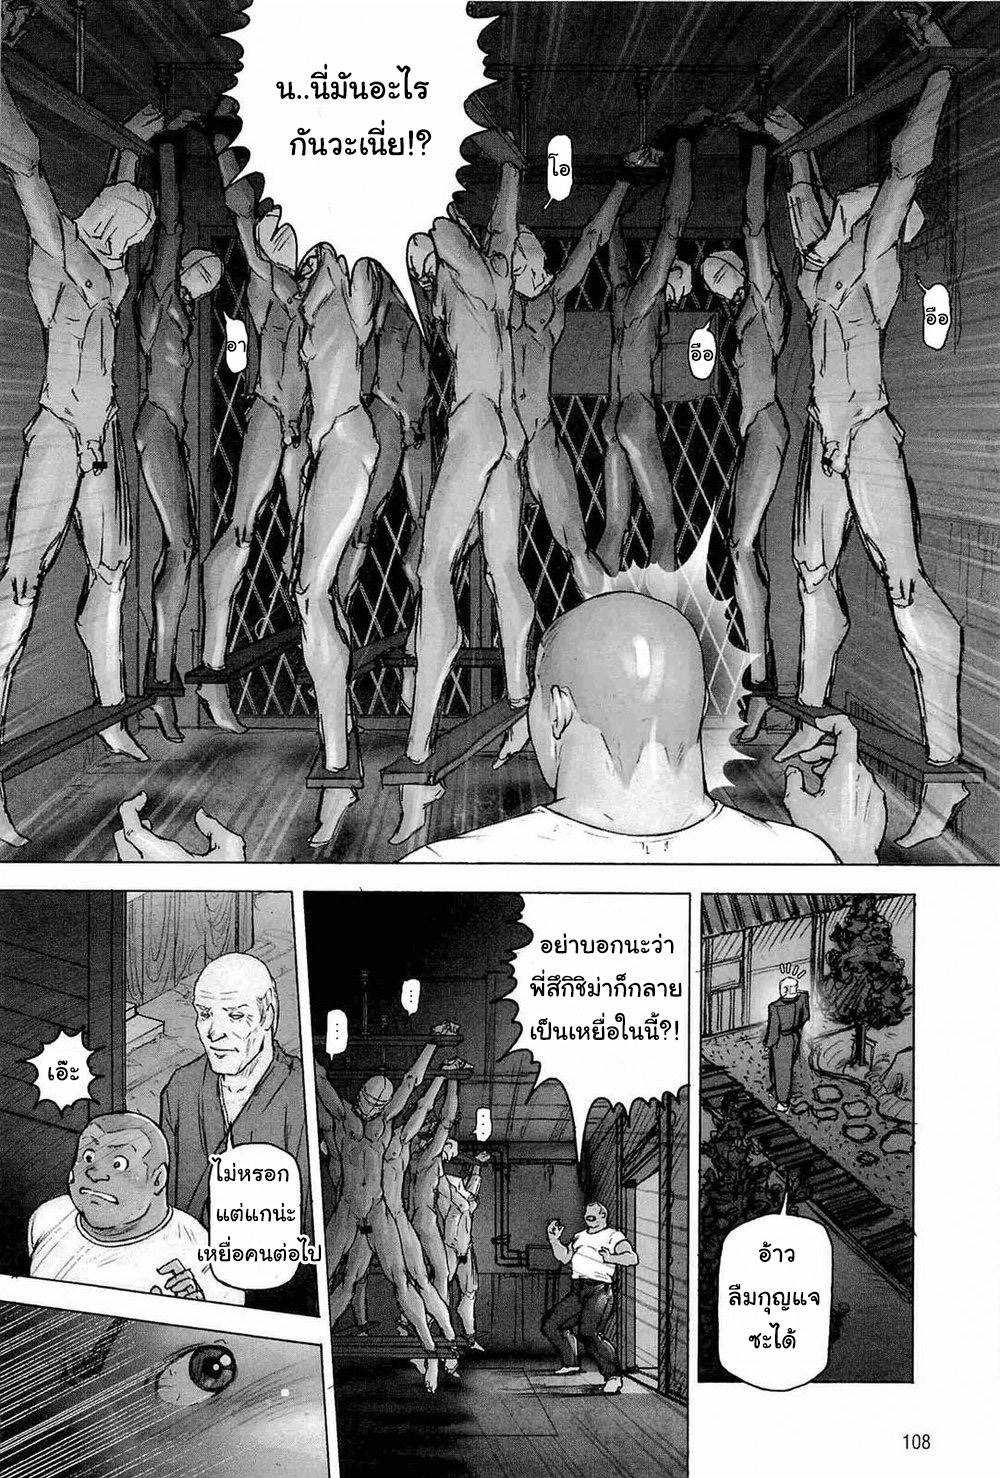 น..นี่มันอะไร
กันวะเนี่ย!?
โอ
อือ
อือ
อา
อ้าว
ลืมกุญแจ
ซะได้
อย่าบอกนะว่า
พี่สึกิชิม่าก็กลาย
เป็นเหยื่อในนี้?!
...
...
...
เอ๊ะ
ไม่หรอก
แต่แกน่ะ
เหยื่อคนต่อไป
108